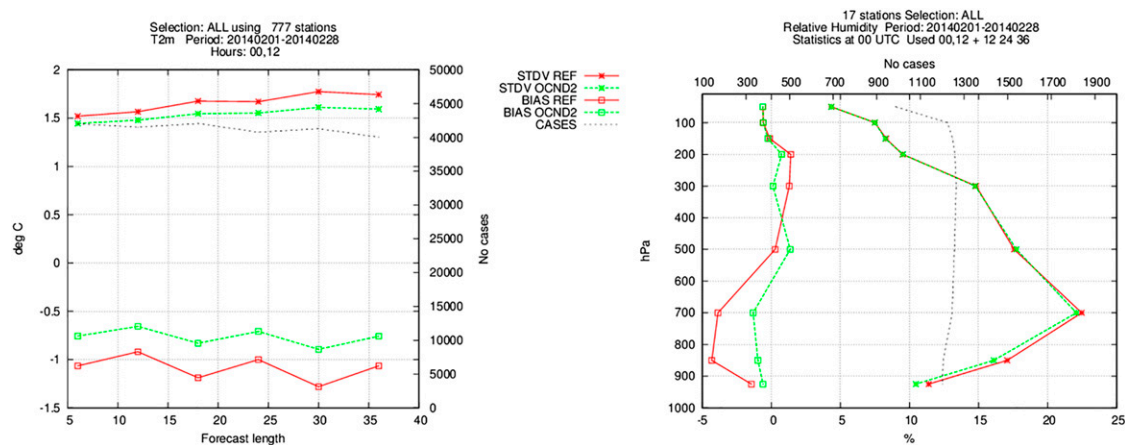 Selection: ALL using 777 stations
T2m Period: 20140201-20140228
Hours: 00,12
2
1.5
1
0.5
0
-0.5
-1
-1.5
deg C
50000
45000
40000
35000
30000
25000
20000
15000
10000
5000
0
No cases
5 10 15 20 25 30 35 40
Forecast length
STDV REF
STDV OCND2
BIAS REF
BIAS OCND2
CASES
17 stations Selection: ALL
Relative Humidity Period: 20140201-20140228
Statistics at 00 UTC Used 00,12 + 12 24 36
No cases
100 300 500 700 900 1100 1300 1500 1700 1900
100
200
300
400
500
600
700
800
900
1000
hPa
-5 0 5 10 15 20 25
%